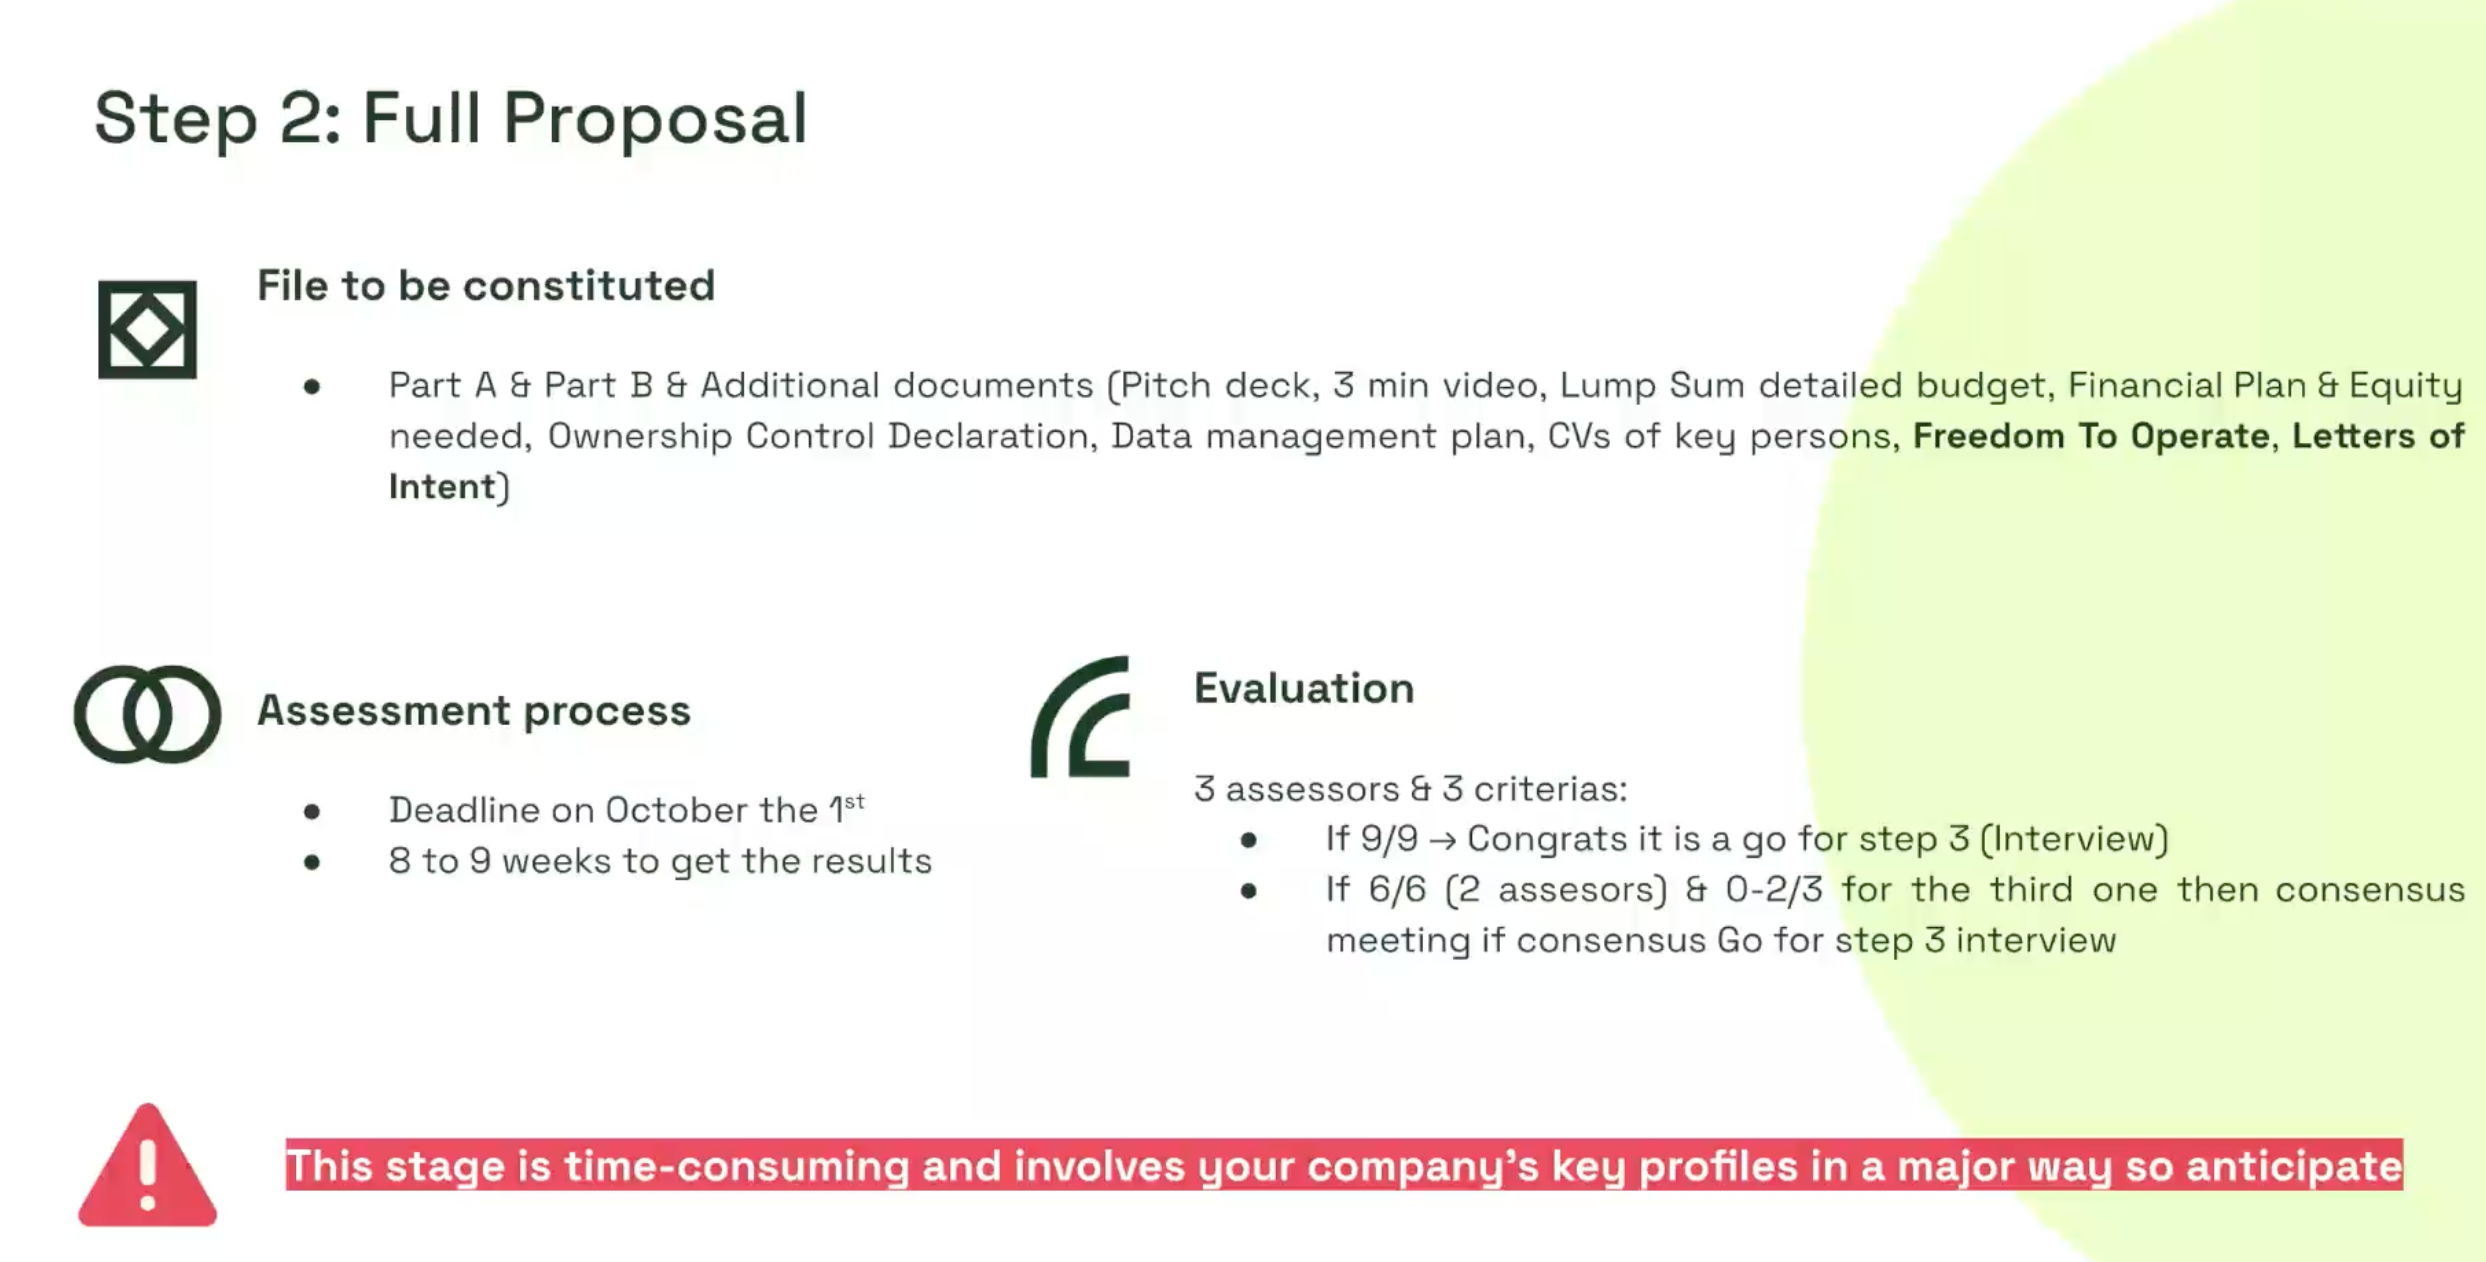 Step 2: Full Proposal
File to be constituted
● Part A & Part B & Additional documents (Pitch deck, 3 min video, Lump Sum detailed budget, Financial Plan & Equity
needed, Ownership Control Declaration, Data management plan, CVs of key persons, Freedom To Operate, Letters of
Intent)
Assessment process
● Deadline on October the 1st
● 8 to 9 weeks to get the results
Evaluation
3 assessors & 3 criterias:
● If 9/9 → Congrats it is a go for step 3 (Interview)
● If 6/6 (2 assesors) & 0-2/3 for the third one then consensus
meeting if consensus Go for step 3 interview
This stage is time-consuming and involves your company's key profiles in a major way so anticipate